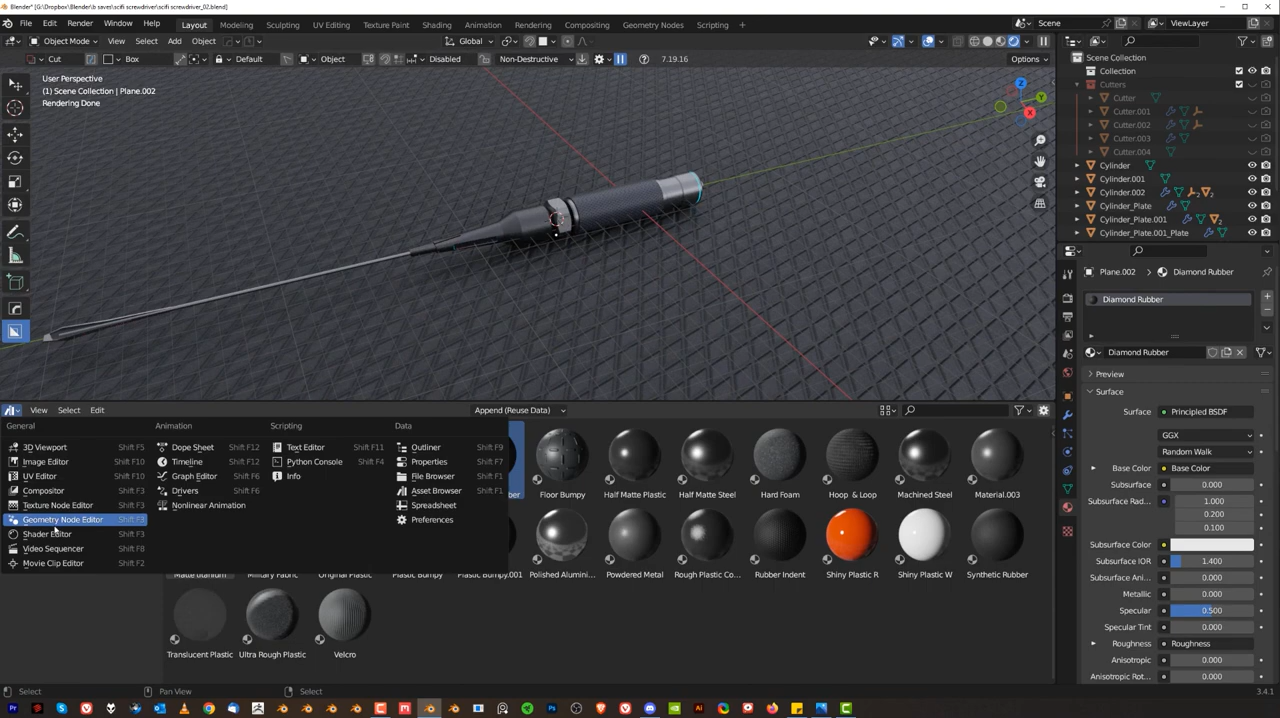 Blender* [G:\Dropbox\Blender\b saves\scifi screwdriver\scifi screwdriver_02.blend]
File Edit Render Window Help Layout Modeling Sculpting UV Editing Texture Paint Shading Animation Rendering Compositing Geometry Nodes Scripting + Scene ViewLayer
Object Mode View Select Add Object Global
Cut Box Default Object Disabled Non-Destructive 7.19.16 Options
User Perspective
(1) Scene Collection | Plane.002
Rendering Done
Z
Y
X
Scene Collection
Collection
Cutters
Cutter
Cutter.001
Cutter.002
Cutter.003
Cutter.004
Cylinder
Cylinder.001
Cylinder.002
Cylinder_Plate
Cylinder_Plate.001
Cylinder_Plate.001_Plate
Plane.002 > Diamond Rubber
Diamond Rubber
Diamond Rubber
Preview
Surface
Surface Principled BSDF
GGX
Random Walk
Base Color Base Color
Subsurface 0.000
Subsurface Rad... 1.000
0.200
0.100
Subsurface Color
Subsurface IOR 1.400
Subsurface Ani... 0.000
Metallic 0.000
Specular 0.500
Specular Tint 0.000
Roughness Roughness
Anisotropic 0.000
Anisotropic Rot... 0.000
View Select Edit Append (Reuse Data)
General Animation Scripting Data
3D Viewport Shift F5 Dope Sheet Shift F12 Text Editor Shift F11 Outliner Shift F9
Image Editor Shift F10 Timeline Shift F12 Python Console Shift F4 Properties Shift F7
UV Editor Shift F10 Graph Editor Shift F6 Info File Browser Shift F1
Compositor Shift F3 Drivers Shift F6 Asset Browser Shift F1
Texture Node Editor Nonlinear Animation Spreadsheet
Geometry Node Editor Shift F3 Preferences
Shader Editor Shift F3
Video Sequencer Shift F8
Movie Clip Editor Shift F2
Floor Bumpy Half Matte Plastic Half Matte Steel Hard Foam Hoop & Loop Machined Steel Material.003
Matte titanium Military Fabric Original Plastic Plastic Bumpy Plastic Bumpy.001 Polished Alumini... Powdered Metal Rough Plastic Co... Rubber Indent Shiny Plastic R Shiny Plastic W Synthetic Rubber
Translucent Plastic Ultra Rough Plastic Velcro
Select Pan View Select 3.4.1